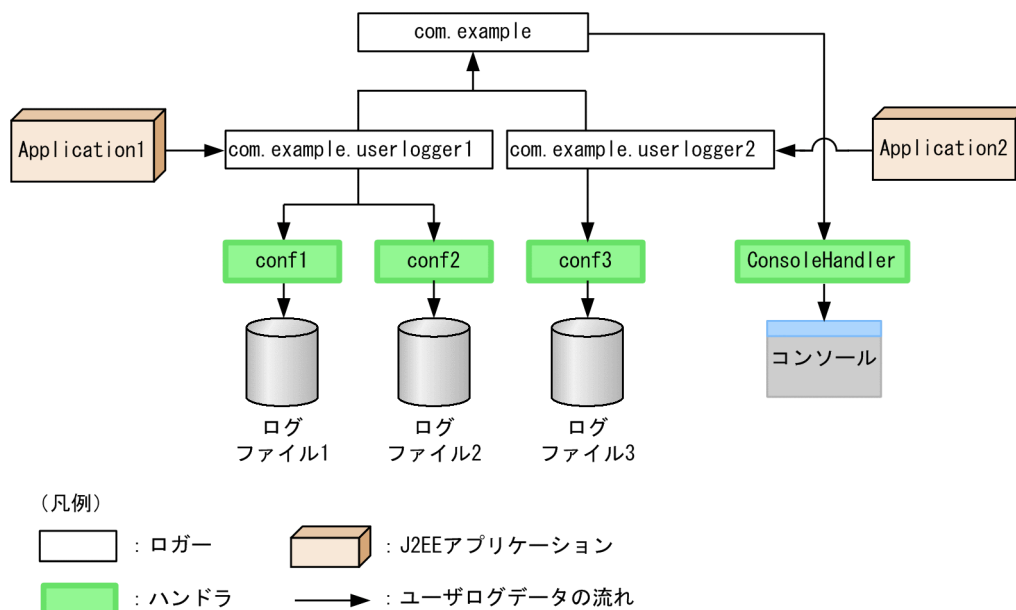 com.example
Application1
com.example.userlogger1
com.example.userlogger2
Application2
conf1
conf2
conf3
ConsoleHandler
コンソール
ログ
ファイル1
ログ
ファイル2
ログ
ファイル3
（凡例）
：ロガー
：J2EEアプリケーション
：ハンドラ
：ユーザログデータの流れ